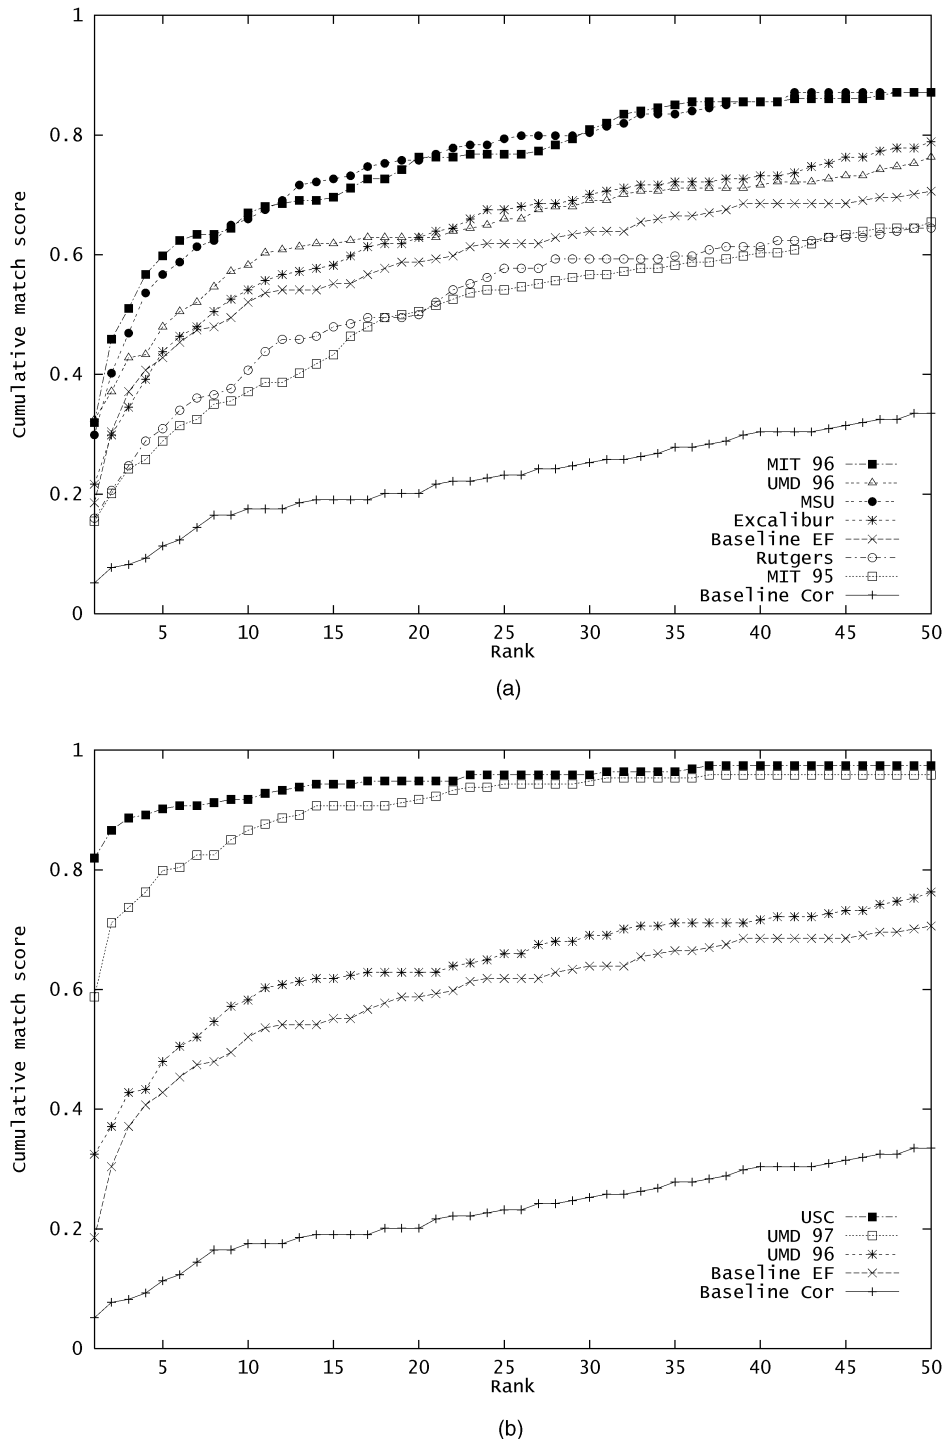 1
0.8
0.6
0.4
0.2
0
Cumulative match score
MIT 96
UMD 96
MSU
Excalibur
Baseline EF
Rutgers
MIT 95
Baseline Cor
5 10 15 20 25 30 35 40 45 50
Rank
(a)
1
0.8
0.6
0.4
0.2
0
Cumulative match score
USC
UMD 97
UMD 96
Baseline EF
Baseline Cor
5 10 15 20 25 30 35 40 45 50
Rank
(b)